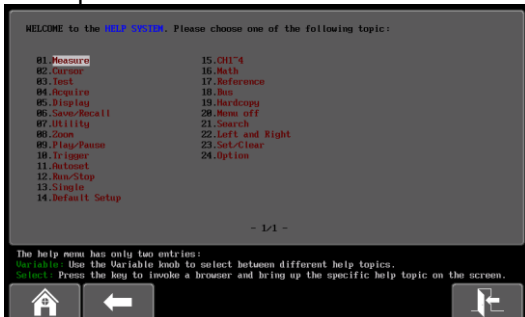 WELCOME to the HELP SYSTEM. Please choose one of the following topic:
01.Measure
02.Cursor
03.Test
04.Acquire
05.Display
06.Save/Recall
07.Utility
08.Zoom
09.Play/Pause
10.Trigger
11.Autoset
12.Run/Stop
13.Single
14.Default Setup
15.CH1~4
16.Math
17.Reference
18.Bus
19.Hardcopy
20.Menu off
21.Search
22.Left and Right
23.Set/Clear
24.Option
- 1/1 -
The help menu has only two entries:
Variable: Use the Variable knob to select between different help topics.
Select: Press the key to invoke a browser and bring up the specific help topic on the screen.